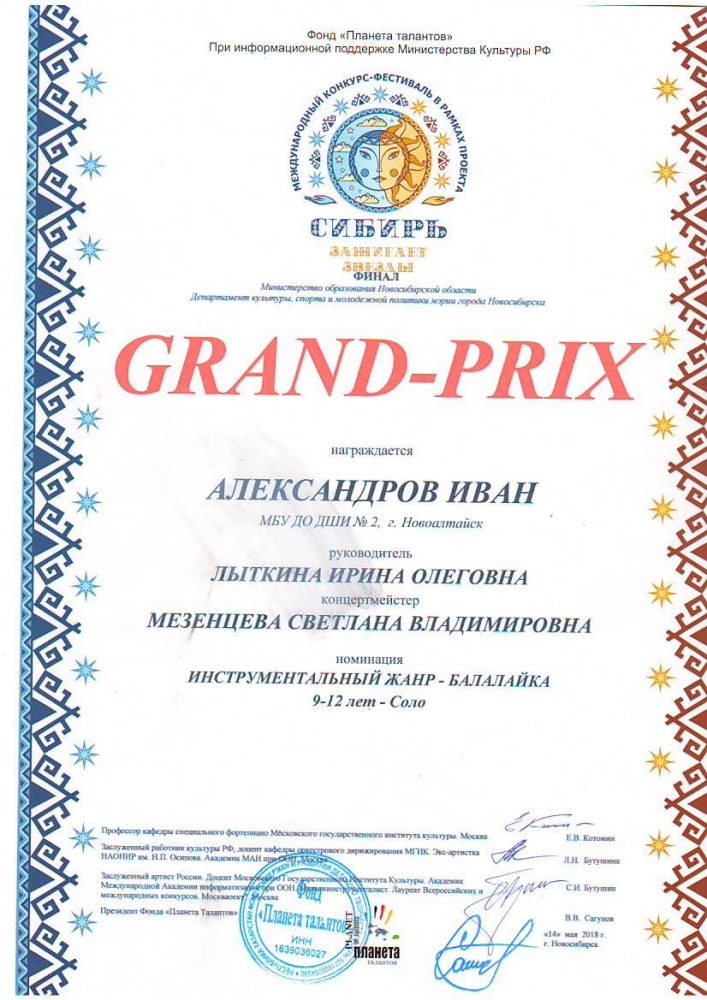 Фонд «Планета талантов»
При информационной поддержке Министерства Культуры РФ
МЕЖДУНАРОДНЫЙ КОНКУРС-ФЕСТИВАЛЬ В РАМКАХ ПРОЕКТА
СИБИРЬ
ЗАЖИГАЕТ
ЗВЕЗДЫ
ФИНАЛ
Министерство образования Новосибирской области
Департамент культуры, спорта и молодежной политики мэрии города Новосибирска
GRAND-PRIX
награждается
АЛЕКСАНДРОВ ИВАН
МБУ ДО ДШИ № 2, г. Новоалтайск
руководитель
ЛЫТКИНА ИРИНА ОЛЕГОВНА
концертмейстер
МЕЗЕНЦЕВА СВЕТЛАНА ВЛАДИМИРОВНА
номинация
ИНСТРУМЕНТАЛЬНЫЙ ЖАНР - БАЛАЛАЙКА
9-12 лет - Соло
Профессор кафедры специального фортепиано Московского государственного института культуры. Москва
Е.В. Котомин
Заслуженный работник культуры РФ, доцент кафедры оркестрового дирижирования МГИК. Экс-артистка
НАОНИР им. Н.П. Осипова. Академик МАН при ООН. Москва
Л.Н. Бутушина
Заслуженный артист России. Доцент Московского Государственного Института Культуры. Академик
Международной Академии информатизации при ООН. Лауреат Всероссийских и
международных конкурсов. Москва
С.И. Бутушин
Президент Фонда «Планета Талантов»
В.В. Сагунов
«14» мая 2018 г.
г. Новосибирск
Фонд
«Планета талантов»
ИНН
1639036027
PLANET
планета
талантов